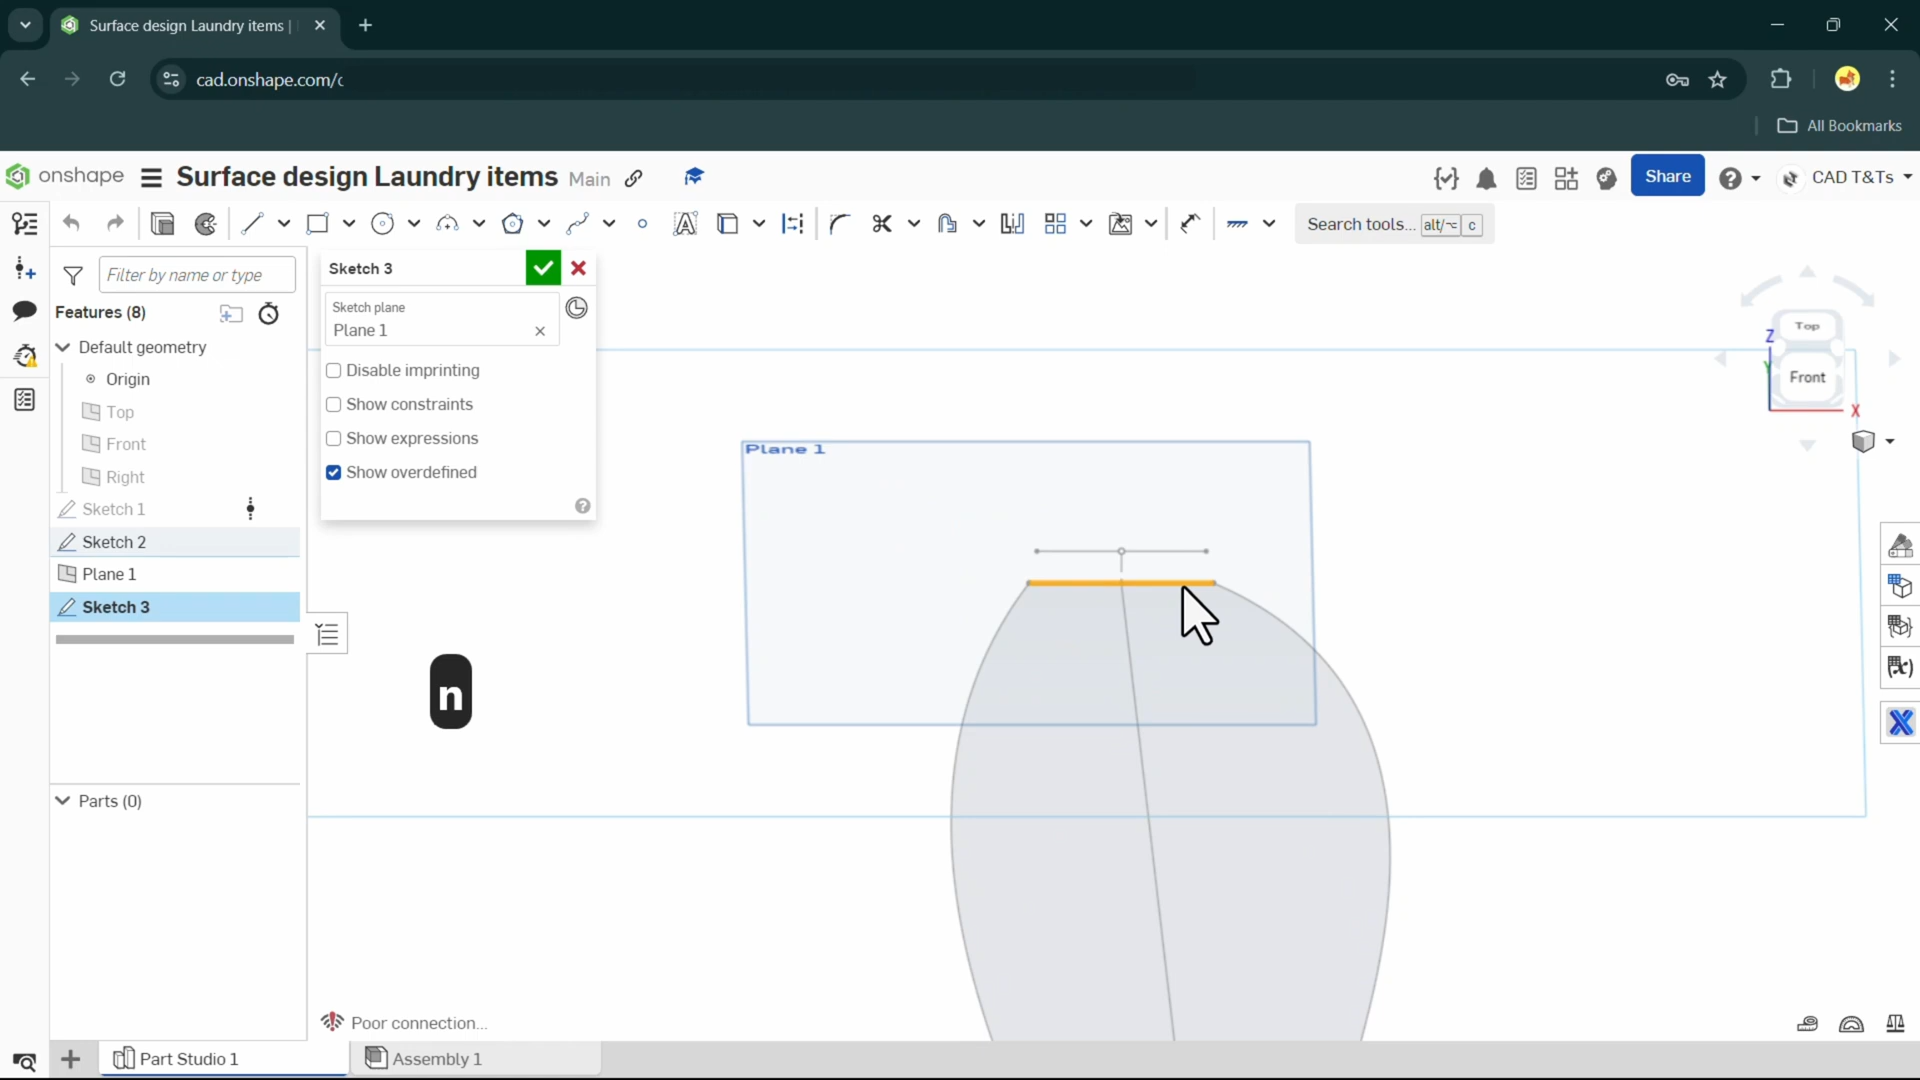 Surface design Laundry items |
cad.onshape.com/c
All Bookmarks
onshape
Surface design Laundry items Main
Share
CAD T&Ts
Search tools... alt/⌥ c
Filter by name or type
Features (8)
Default geometry
Origin
Top
Front
Right
Sketch 1
Sketch 2
Plane 1
Sketch 3
Parts (0)
Sketch 3
Sketch plane
Plane 1
Disable imprinting
Show constraints
Show expressions
Show overdefined
Plane 1
Top
Front
Z
Y
X
n
Poor connection...
Part Studio 1
Assembly 1